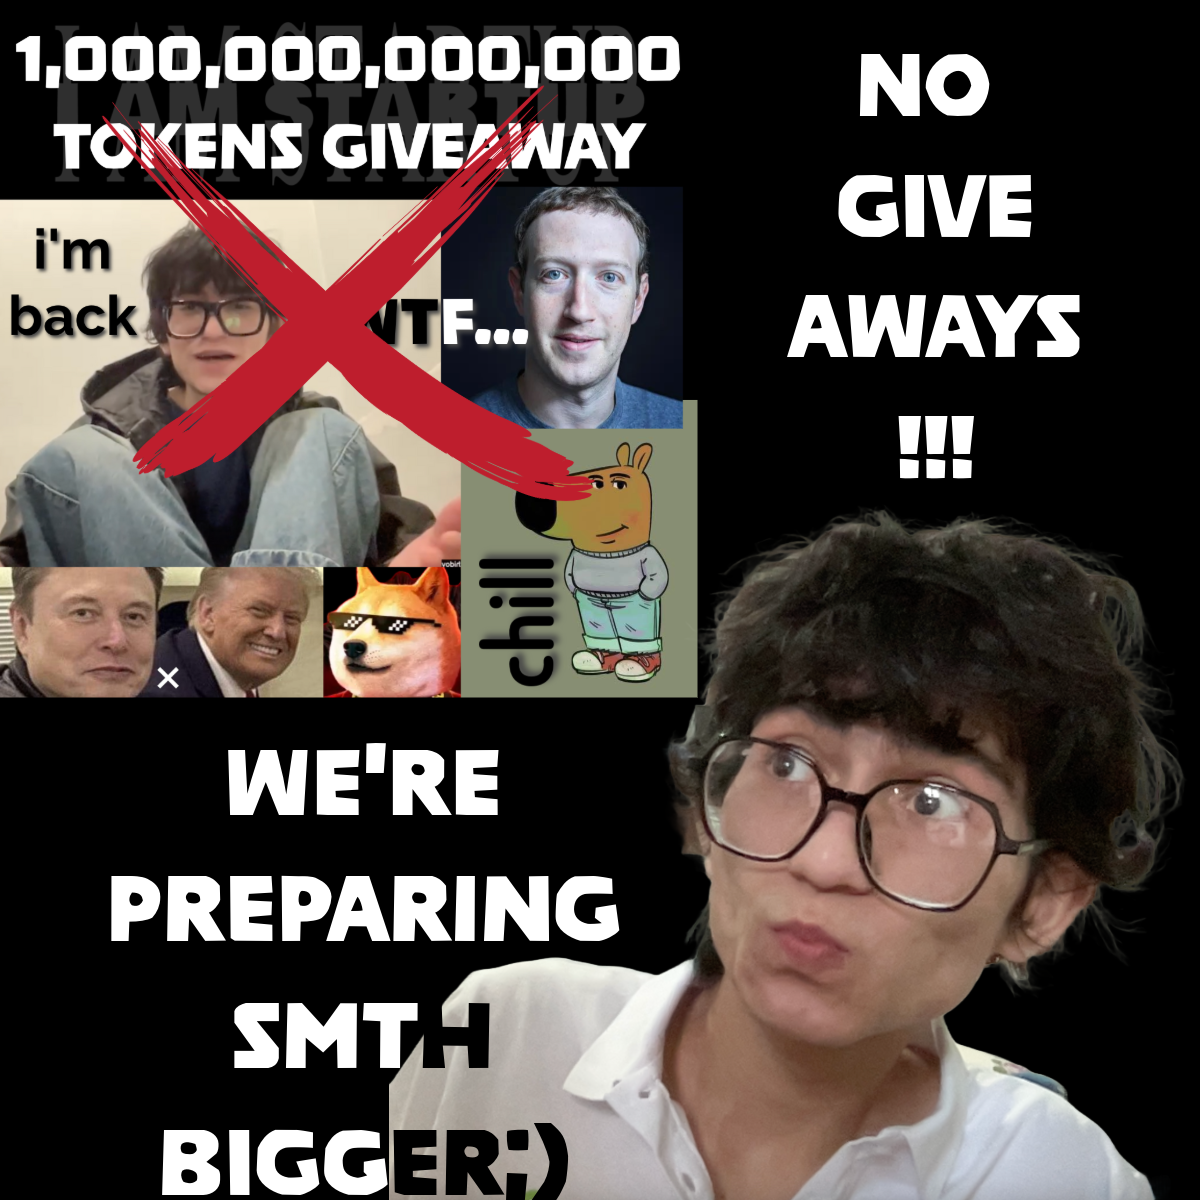 1,000,000,000,000
I AM STARTUP
TOKENS GIVEAWAY
i'm
back
WTF...
chill
×
NO
GIVE
AWAYS
!!!
WE'RE
PREPARING
SMTH
BIGGER;)